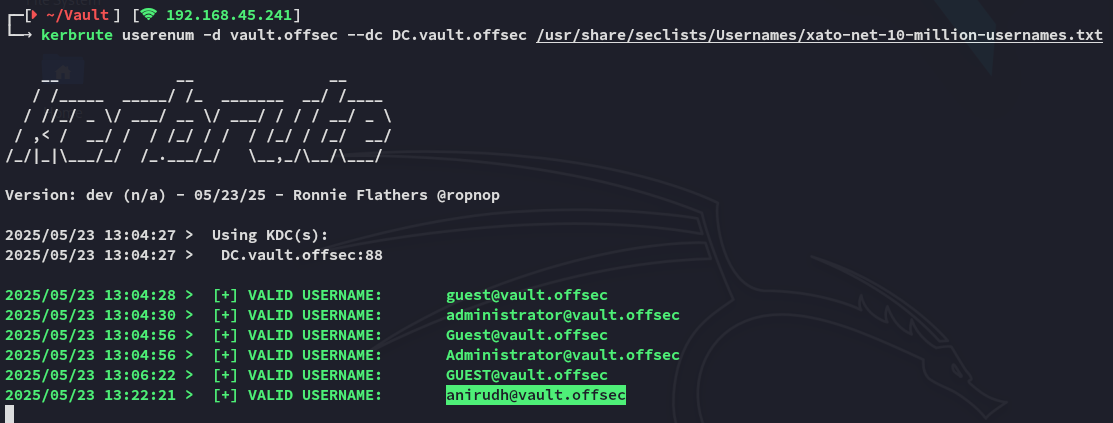 [ ~/Vault ] [ 192.168.45.241]
kerbrute userenum -d vault.offsec --dc DC.vault.offsec /usr/share/seclists/Usernames/xato-net-10-million-usernames.txt
    __             __               __
   / /_____  _____/ /_  _______  __/ /____
  / //_/ _ \/ ___/ __ \/ ___/ / / / __/ _ \
 / ,< /  __/ /  / /_/ / /  / /_/ / /_/  __/
/_/|_|\___/_/  /_.___/_/   \__,_/\__/\___/
Version: dev (n/a) - 05/23/25 - Ronnie Flathers @ropnop
2025/05/23 13:04:27 >  Using KDC(s):
2025/05/23 13:04:27 >   DC.vault.offsec:88
2025/05/23 13:04:28 >  [+] VALID USERNAME:       guest@vault.offsec
2025/05/23 13:04:30 >  [+] VALID USERNAME:       administrator@vault.offsec
2025/05/23 13:04:56 >  [+] VALID USERNAME:       Guest@vault.offsec
2025/05/23 13:04:56 >  [+] VALID USERNAME:       Administrator@vault.offsec
2025/05/23 13:06:22 >  [+] VALID USERNAME:       GUEST@vault.offsec
2025/05/23 13:22:21 >  [+] VALID USERNAME:       anirudh@vault.offsec